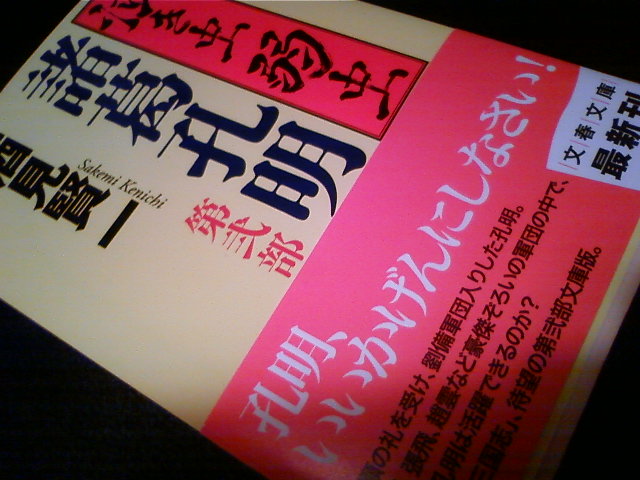 泣き虫弱虫
諸葛孔明
第弐部
酒見賢一
Sakemi Kenichi
孔明、
いいかげんにしなさい！
文春文庫
最新刊
顧の礼を受け、劉備軍団入りした孔明。
張飛、趙雲など豪傑ぞろいの軍団の中で、
孔明は活躍できるのか？
三国志」、待望の第弐部文庫版。